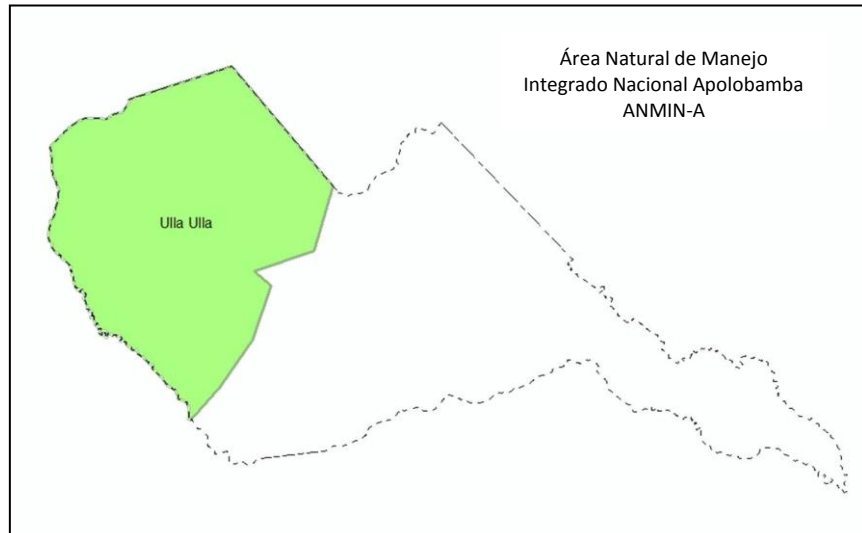 Área Natural de Manejo
Integrado Nacional Apolobamba
ANMIN-A
Ulla Ulla